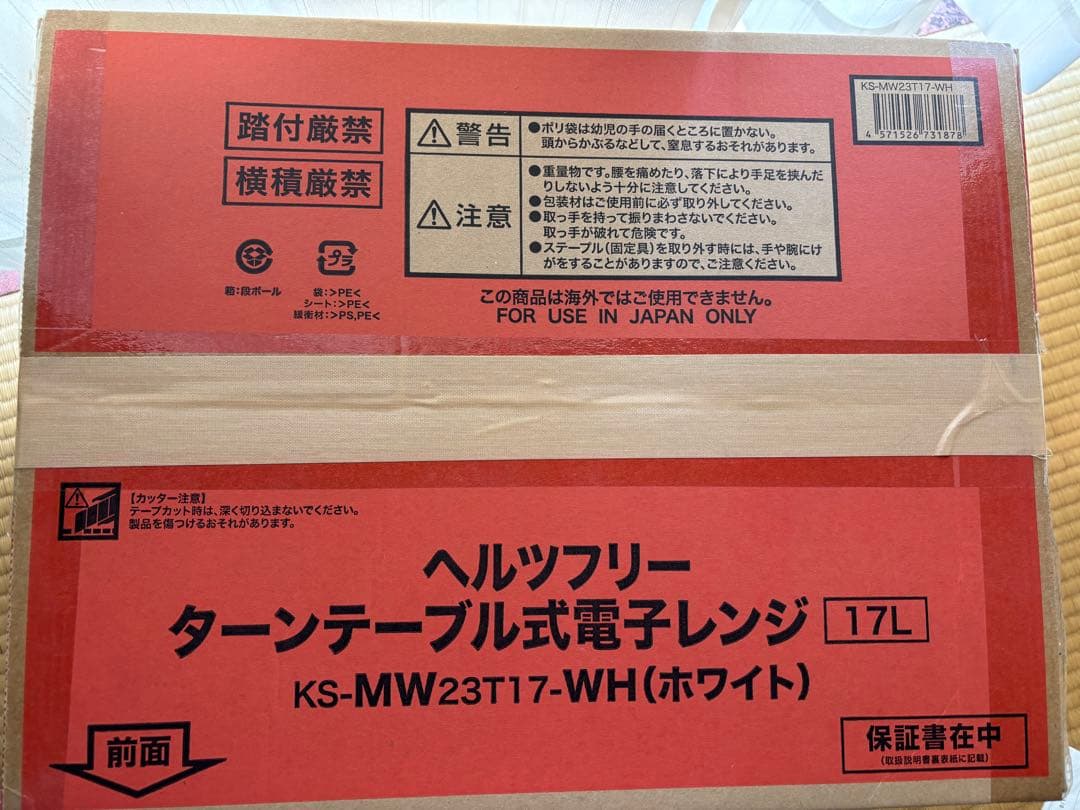 KS-MW23T17-WH
4 571526 731878
踏付厳禁
横積厳禁
⚠警告
●ポリ袋は幼児の手の届くところに置かない。
頭からかぶるなどして、窒息するおそれがあります。
⚠注意
●重量物です。腰を痛めたり、落下により手足を挟んだ
りしないよう十分に注意してください。
●包装材はご使用前に必ず取り外してください。
●取っ手を持って振りまわさないでください。
取っ手が破れて危険です。
●ステープル(固定具)を取り外す時には、手や腕にけ
がをすることがありますので、ご注意ください。
プラ
箱:段ボール
袋:>PE<
シート:>PE<
緩衝材:>PS,PE<
この商品は海外ではご使用できません。
FOR USE IN JAPAN ONLY
【カッター注意】
テープカット時は、深く切り込まないでください。
製品を傷つけるおそれがあります。
ヘルツフリー
ターンテーブル式電子レンジ 17L
KS-MW23T17-WH(ホワイト)
前面
保証書在中
(取扱説明書裏表紙に記載)